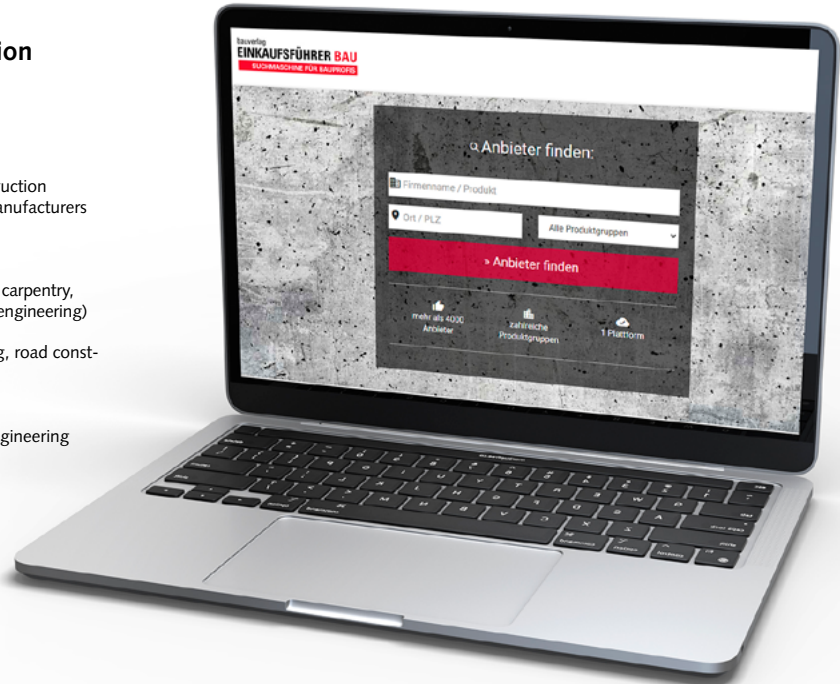 ion
uction
anufacturers
carpentry,
engineering)
g, road const-
gineering
bauverlag
EINKAUFSFÜHRER BAU
SUCHMASCHINE FÜR BAUPROFIS
Anbieter finden:
Firmenname / Produkt
Ort / PLZ
Alle Produktgruppen
» Anbieter finden
mehr als 4000
Anbieter
zahlreiche
Produktgruppen
1 Plattform